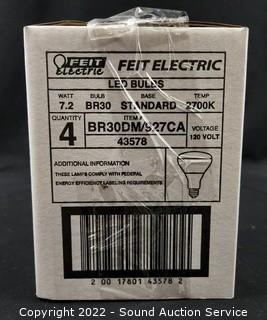 FEIT electric FEIT ELECTRIC
LED BULBS
WATT BULB BASE TEMP
7.2 BR30 STANDARD 2700K
QUANTITY ITEM#
4 BR30DM/927CA VOLTAGE
43578 120 VOLT
ADDITIONAL INFORMATION
THESE LAMPS COMPLY WITH FEDERAL
ENERGY EFFICIENCY LABELING REQUIREMENTS
2 00 17801 43578 2
Copyright 2022 - Sound Auction Service